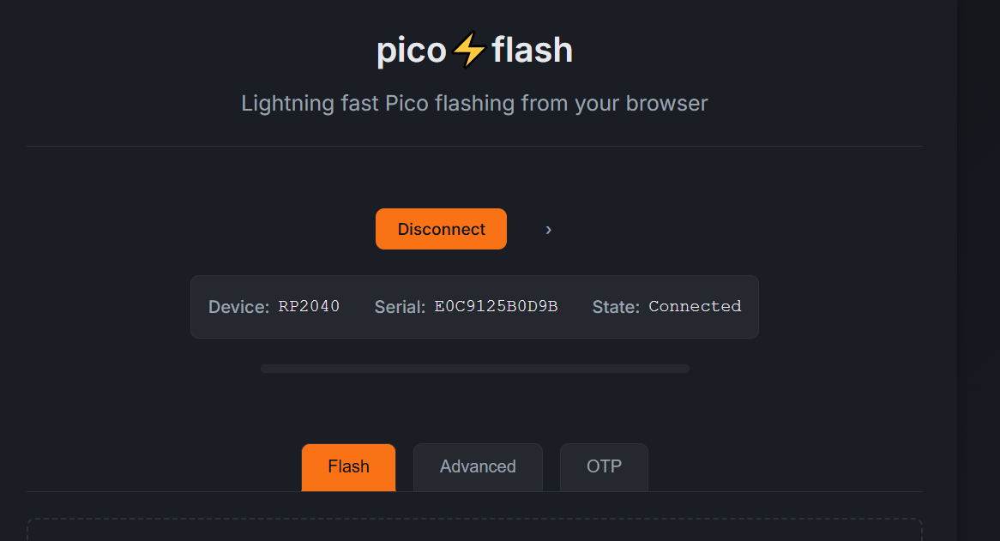 pico⚡flash
Lightning fast Pico flashing from your browser
Disconnect ›
Device: RP2040 Serial: E0C9125B0D9B State: Connected
Flash Advanced OTP